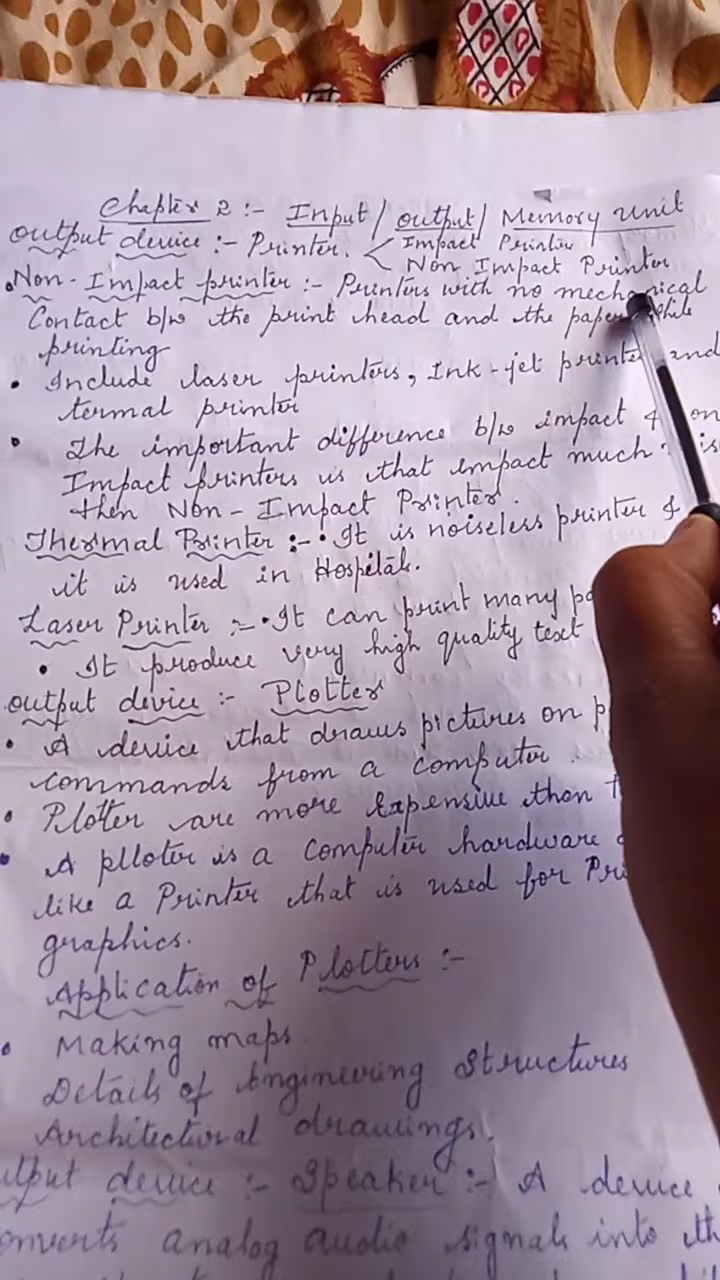 Chapter 2 :- Input / output / Memory Unit
output device :- Printer. < Impact Printer
Non Impact Printer
• Non - Impact printer :- Printers with no mechanical
Contact b/w the print head and the paper while
printing
• Include laser printers, Ink - jet printer and
termal printer
• The important difference b/w impact &
Impact printers is that impact much
then Non - Impact Printer.
Thermal Printer :- • It is noiseless printer &
it is used in Hospitals.
Laser Printer :- • It can print many
• It produce very high quality text
output device :- Plotter
• A device that draws pictures on
commands from a computer.
• Plotter are more Expensive than
• A plloter is a Computer hardware
like a Printer that is used for
graphics.
Application of Plotters :-
• Making maps
Details of Engineering Structures
Architectural drawings.
device :- Speaker :- A device
analog audio signals into